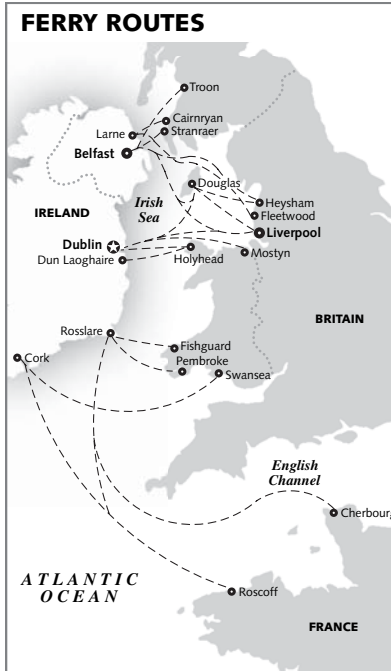 FERRY ROUTES
Troon
Cairnryan
Stranraer
Larne
Belfast
Douglas
Irish
Sea
Heysham
Fleetwood
Liverpool
IRELAND
Dublin
Dun Laoghaire
Holyhead
Mostyn
BRITAIN
Rosslare
Cork
Fishguard
Pembroke
Swansea
English
Channel
Cherbourg
ATLANTIC
OCEAN
Roscoff
FRANCE